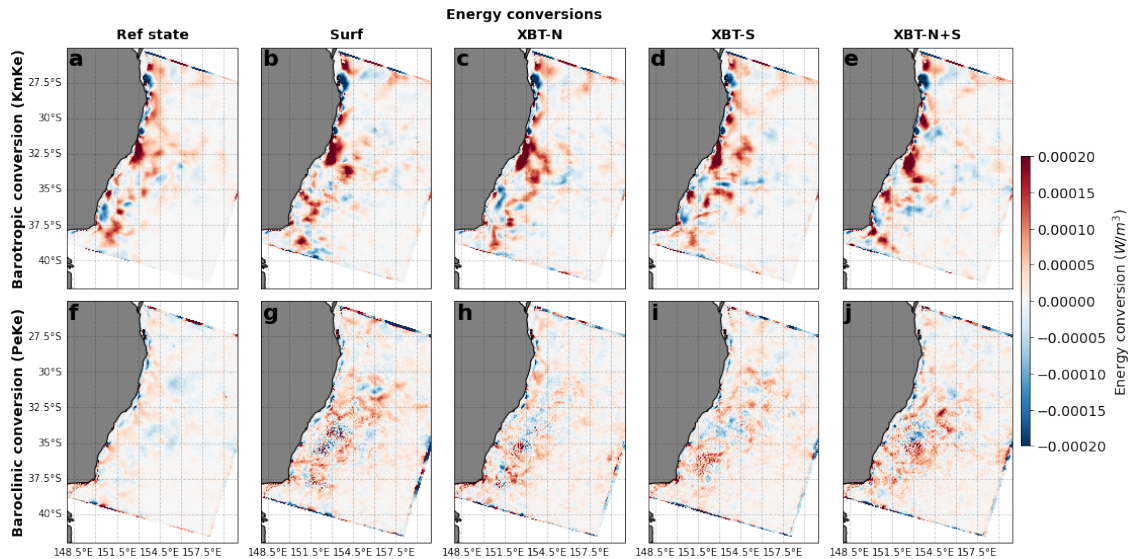 Energy conversions
Ref state Surf XBT-N XBT-S XBT-N+S
Barotropic conversion (KmKe)
a b c d e
27.5°S
30°S
32.5°S
35°S
37.5°S
40°S
Baroclinic conversion (PeKe)
f g h i j
27.5°S
30°S
32.5°S
35°S
37.5°S
40°S
148.5°E 151.5°E 154.5°E 157.5°E 148.5°E 151.5°E 154.5°E 157.5°E 148.5°E 151.5°E 154.5°E 157.5°E 148.5°E 151.5°E 154.5°E 157.5°E 148.5°E 151.5°E 154.5°E 157.5°E
0.00020
0.00015
0.00010
0.00005
0.00000
−0.00005
−0.00010
−0.00015
−0.00020
Energy conversion (W/m³)